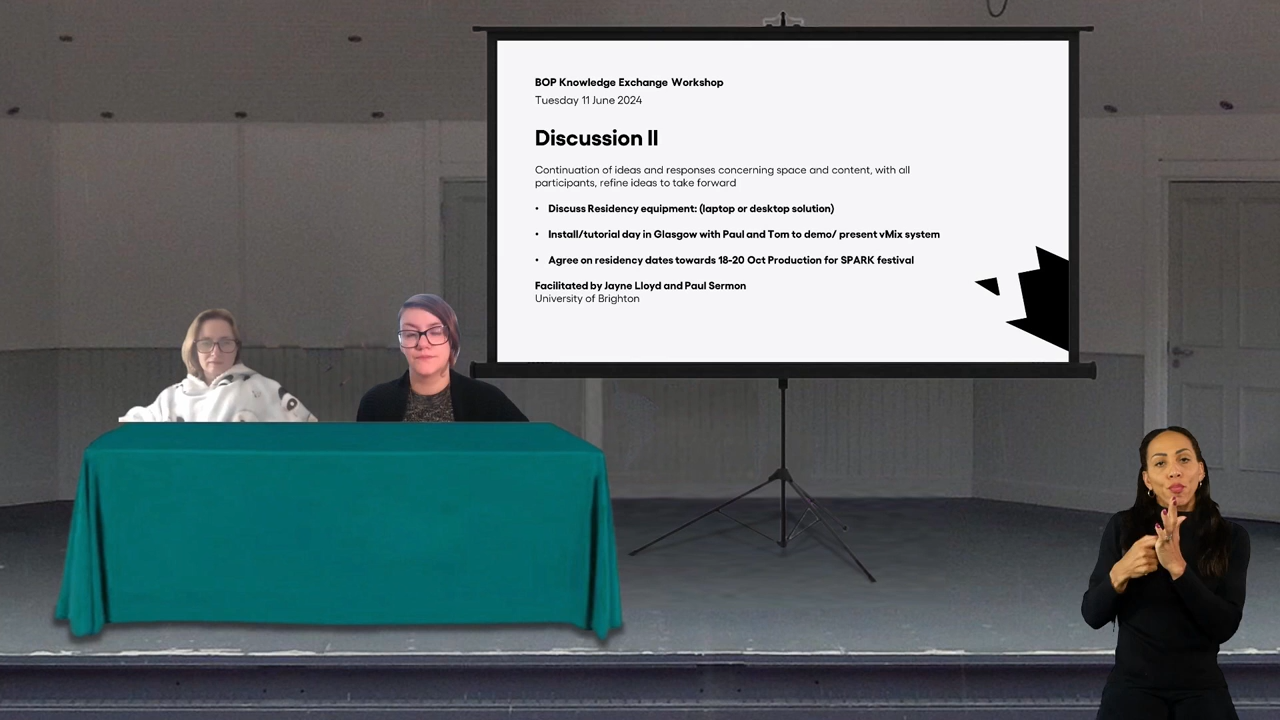 BOP Knowledge Exchange Workshop
Tuesday 11 June 2024
Discussion II
Continuation of ideas and responses concerning space and content, with all
participants, refine ideas to take forward
• Discuss Residency equipment: (laptop or desktop solution)
• Install/tutorial day in Glasgow with Paul and Tom to demo/ present vMix system
• Agree on residency dates towards 18-20 Oct Production for SPARK festival
Facilitated by Jayne Lloyd and Paul Sermon
University of Brighton